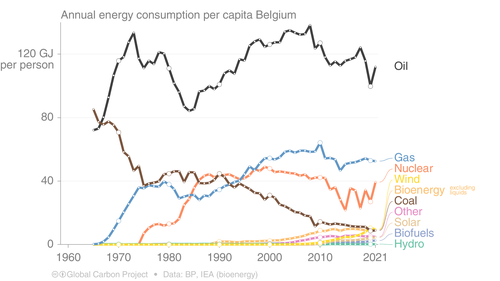 Annual energy consumption per capita Belgium
120 GJ
per person
80
40
0
1960
1970
1980
1990
2000
2010
2021
Oil
Gas
Nuclear
Wind
Bioenergy excluding liquids
Coal
Other
Solar
Biofuels
Hydro
Global Carbon Project • Data: BP, IEA (bioenergy)